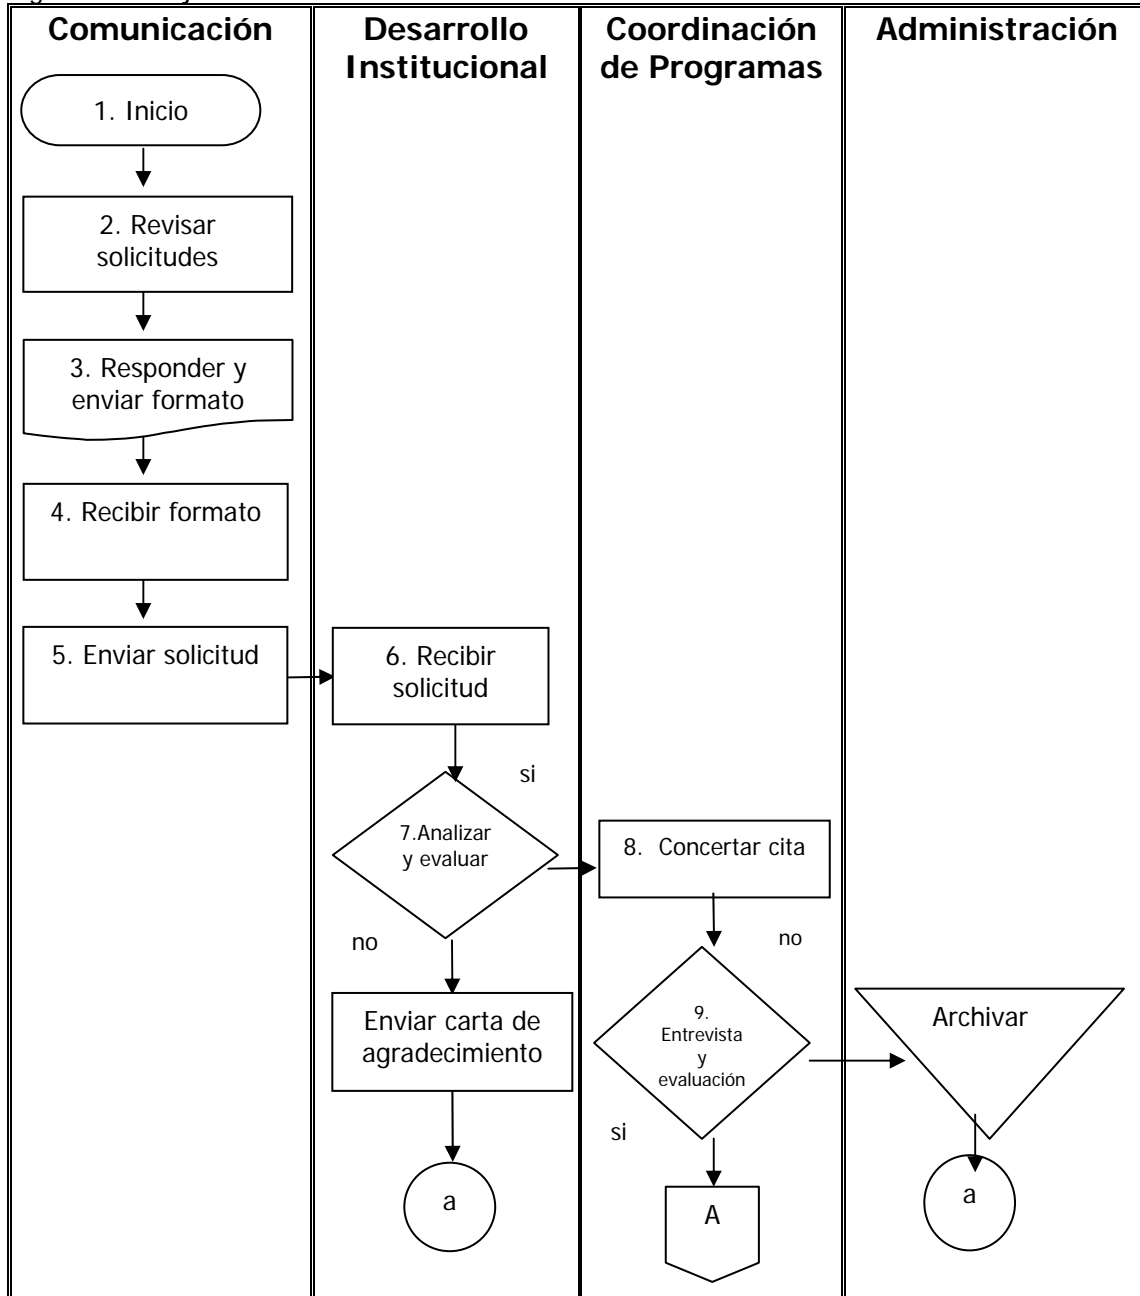 Comunicación
Desarrollo
Institucional
Coordinación
de Programas
Administración
1. Inicio
2. Revisar
solicitudes
3. Responder y
enviar formato
4. Recibir formato
5. Enviar solicitud
6. Recibir
solicitud
si
7.Analizar
y evaluar
8. Concertar cita
no
no
Enviar carta de
agradecimiento
9.
Entrevista
y
evaluación
Archivar
si
a
A
a